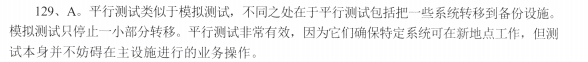 129、A。平行测试类似于模拟测试，不同之处在于平行测试包括把一些系统转移到备份设施。
模拟测试只停止一小部分转移。平行测试非常有效，因为它们确保特定系统可在新地点工作，但测
试本身并不妨碍在主设施进行的业务操作。